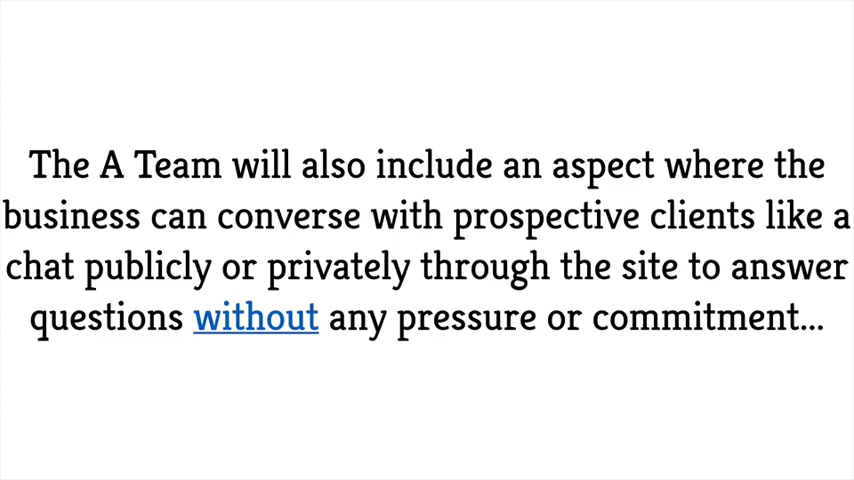 The A Team will also include an aspect where the
business can converse with prospective clients like a
chat publicly or privately through the site to answer
questions without any pressure or commitment...